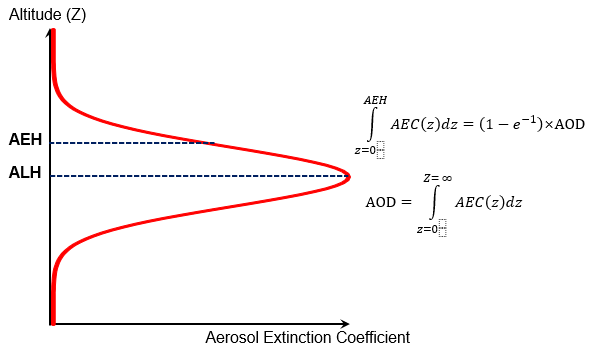 Altitude (Z)
AEH
ALH
AEH
∫ AEC(z)dz = (1 − e⁻¹)×AOD
z=0
z=∞
AOD = ∫ AEC(z)dz
z=0
Aerosol Extinction Coefficient